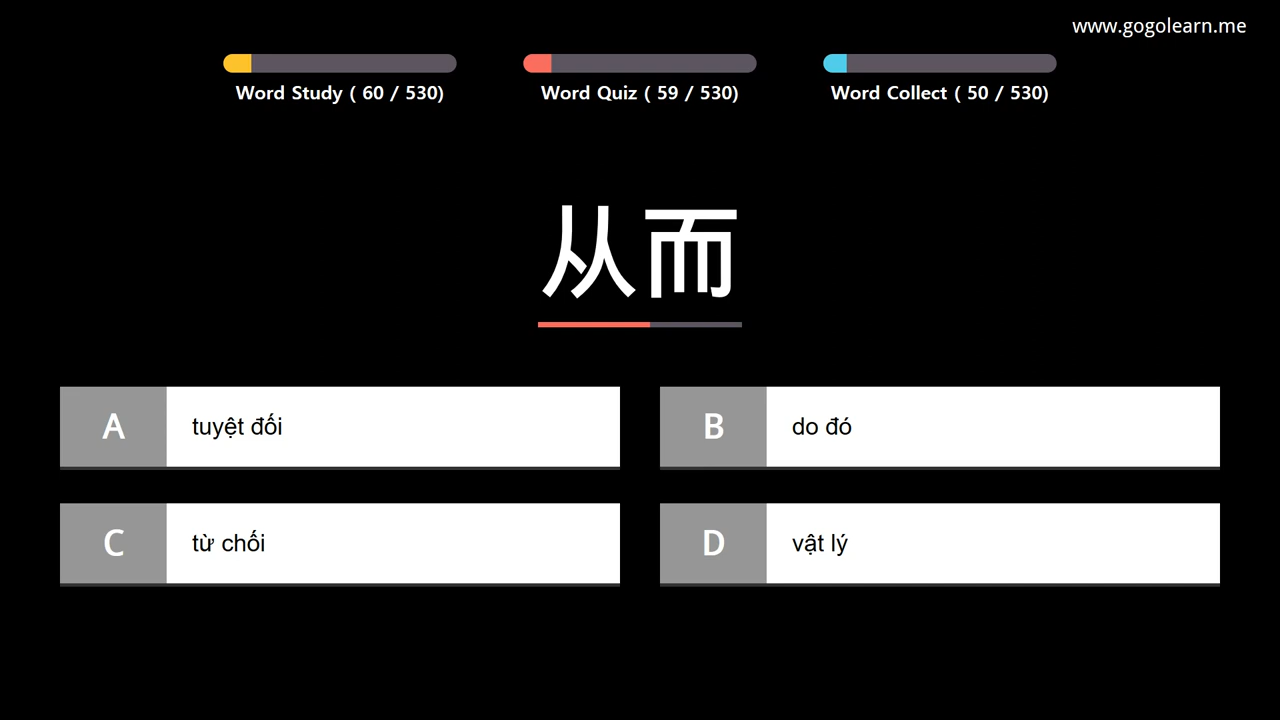 www.gogolearn.me
Word Study ( 60 / 530)
Word Quiz ( 59 / 530)
Word Collect ( 50 / 530)
从而
A tuyệt đối
B do đó
C từ chối
D vật lý